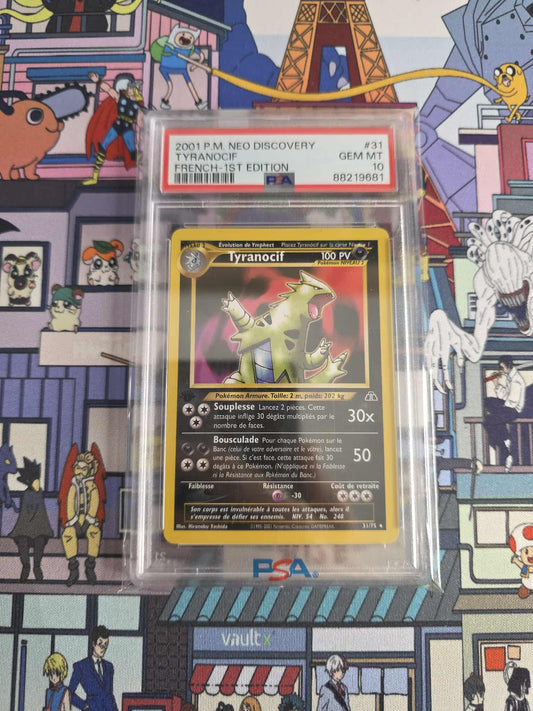 2001 P.M. NEO DISCOVERY #31
TYRANOCIF GEM MT
FRENCH-1ST EDITION 10
PSA 88219681
Évolution de Ymphect Placez Tyranocif sur la carte Niveau 1
Tyranocif 100 PV
Pokémon NIVEAU 2
Pokémon Armure. Taille: 2 m, poids: 202 kg
Souplesse Lancez 2 pièces. Cette
attaque inflige 30 dégâts multipliés par le
nombre de faces.
30x
Bousculade Pour chaque Pokémon sur le
Banc (celui de votre adversaire et le vôtre), lancez
une pièce. Si c'est face, cette attaque fait 30
dégâts à ce Pokémon. (N'appliquez ni la Faiblesse
ni la Résistance aux Pokémon du Banc.)
50
Faiblesse Résistance Coût de retraite
-30
Son corps est invulnérable à toutes les attaques, alors il
s'empresse de défier ses ennemis. NIV. 54 No. 248
Illus. Hironobu Yoshida
31/75
PSA
vault x